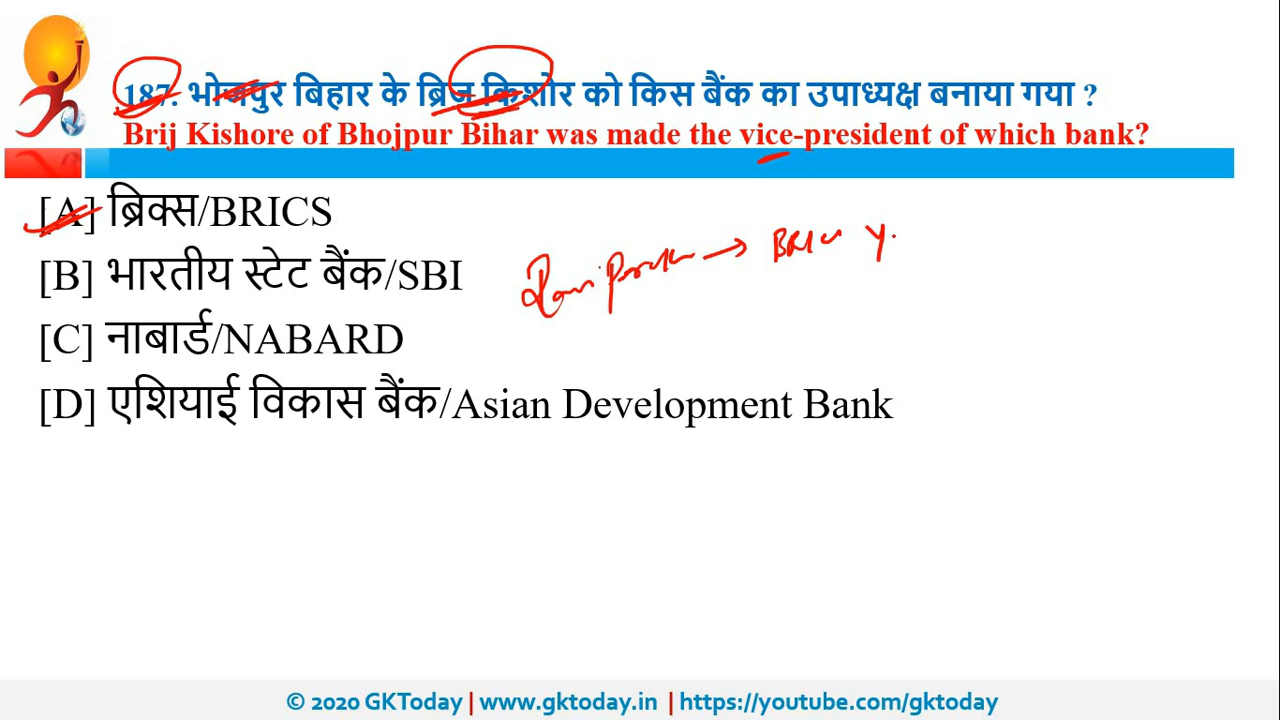 187. भोजपुर बिहार के ब्रिज किशोर को किस बैंक का उपाध्यक्ष बनाया गया ?
Brij Kishore of Bhojpur Bihar was made the vice-president of which bank?
[A] ब्रिक्स/BRICS
[B] भारतीय स्टेट बैंक/SBI
[C] नाबार्ड/NABARD
[D] एशियाई विकास बैंक/Asian Development Bank
© 2020 GKToday | www.gktoday.in | https://youtube.com/gktoday